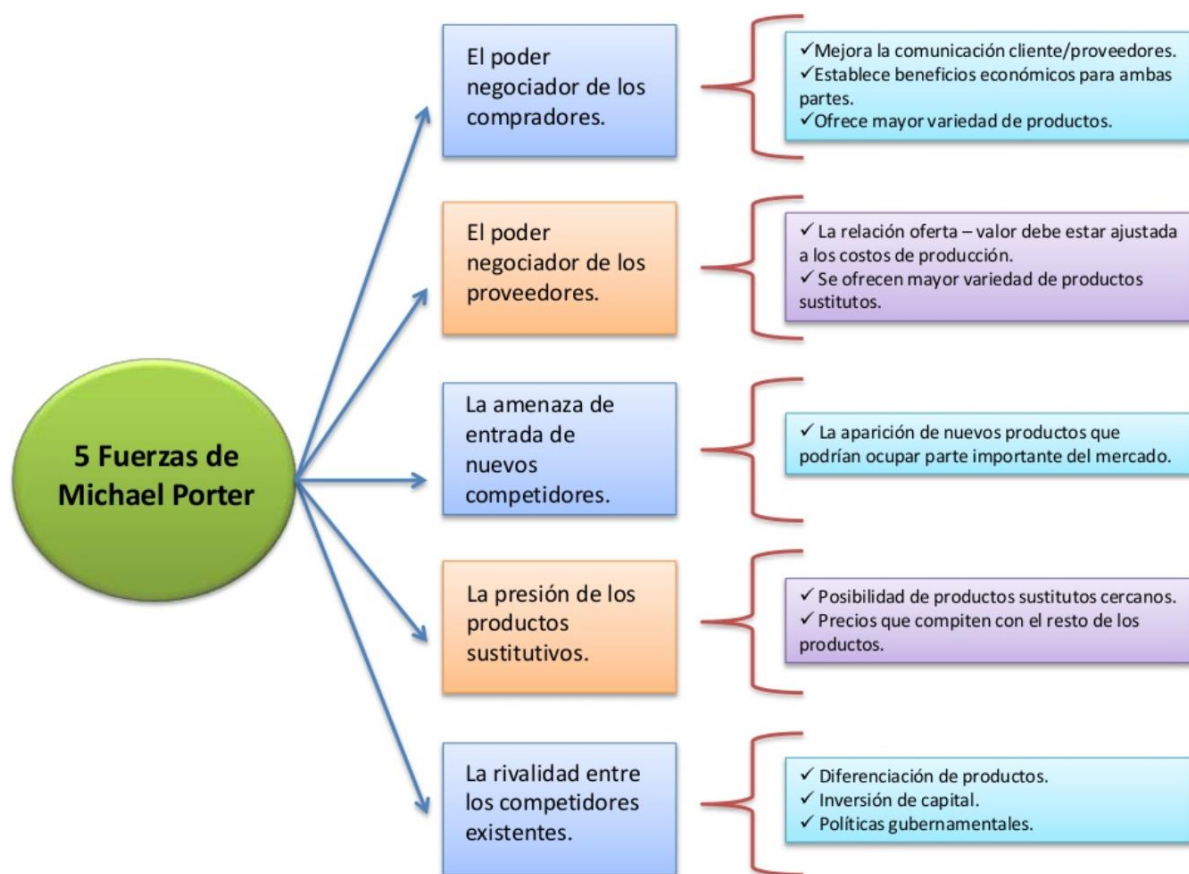 5 Fuerzas de
Michael Porter
El poder
negociador de los
compradores.
✓Mejora la comunicación cliente/proveedores.
✓Establece beneficios económicos para ambas
partes.
✓Ofrece mayor variedad de productos.
El poder
negociador de los
proveedores.
✓ La relación oferta – valor debe estar ajustada
a los costos de producción.
✓ Se ofrecen mayor variedad de productos
sustitutos.
La amenaza de
entrada de
nuevos
competidores.
✓ La aparición de nuevos productos que
podrían ocupar parte importante del mercado.
La presión de los
productos
sustitutivos.
✓ Posibilidad de productos sustitutos cercanos.
✓ Precios que compiten con el resto de los
productos.
La rivalidad entre
los competidores
existentes.
✓ Diferenciación de productos.
✓ Inversión de capital.
✓ Políticas gubernamentales.